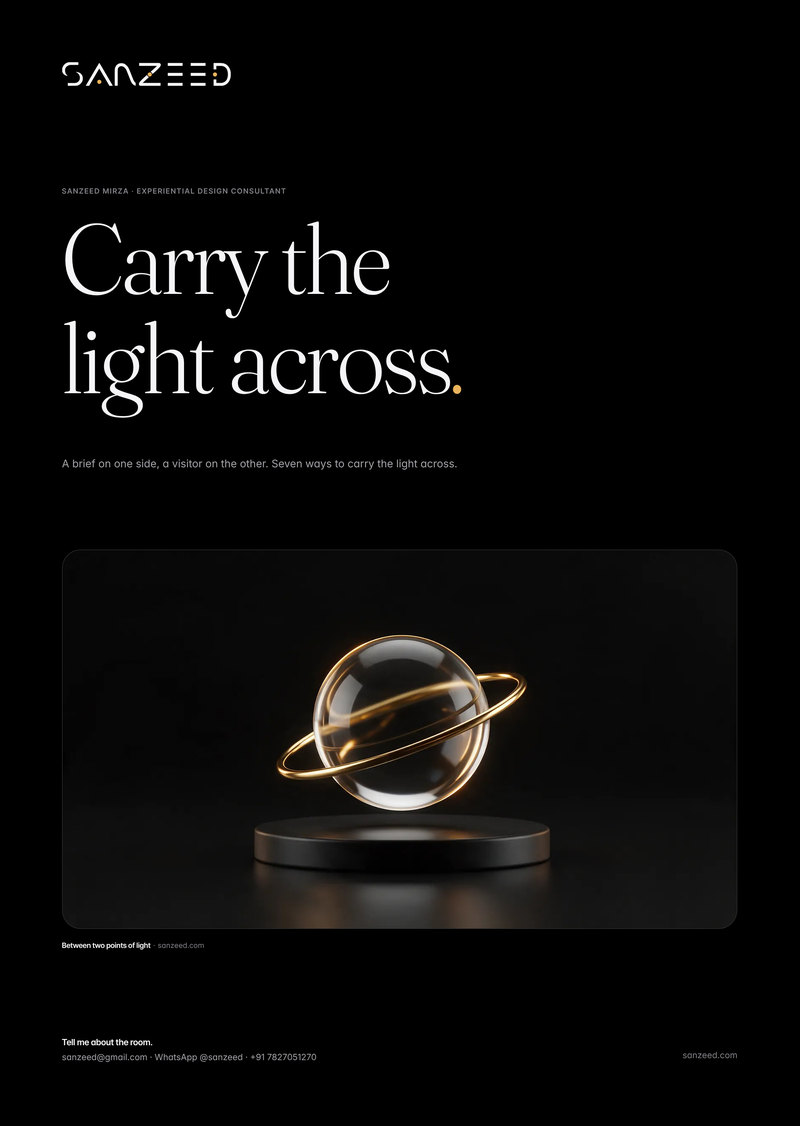 SANZEED
SANZEED MIRZA · EXPERIENTIAL DESIGN CONSULTANT
Carry the
light across.
A brief on one side, a visitor on the other. Seven ways to carry the light across.
Between two points of light · sanzeed.com
Tell me about the room.
sanzeed@gmail.com · WhatsApp @sanzeed · +91 7827051270
sanzeed.com